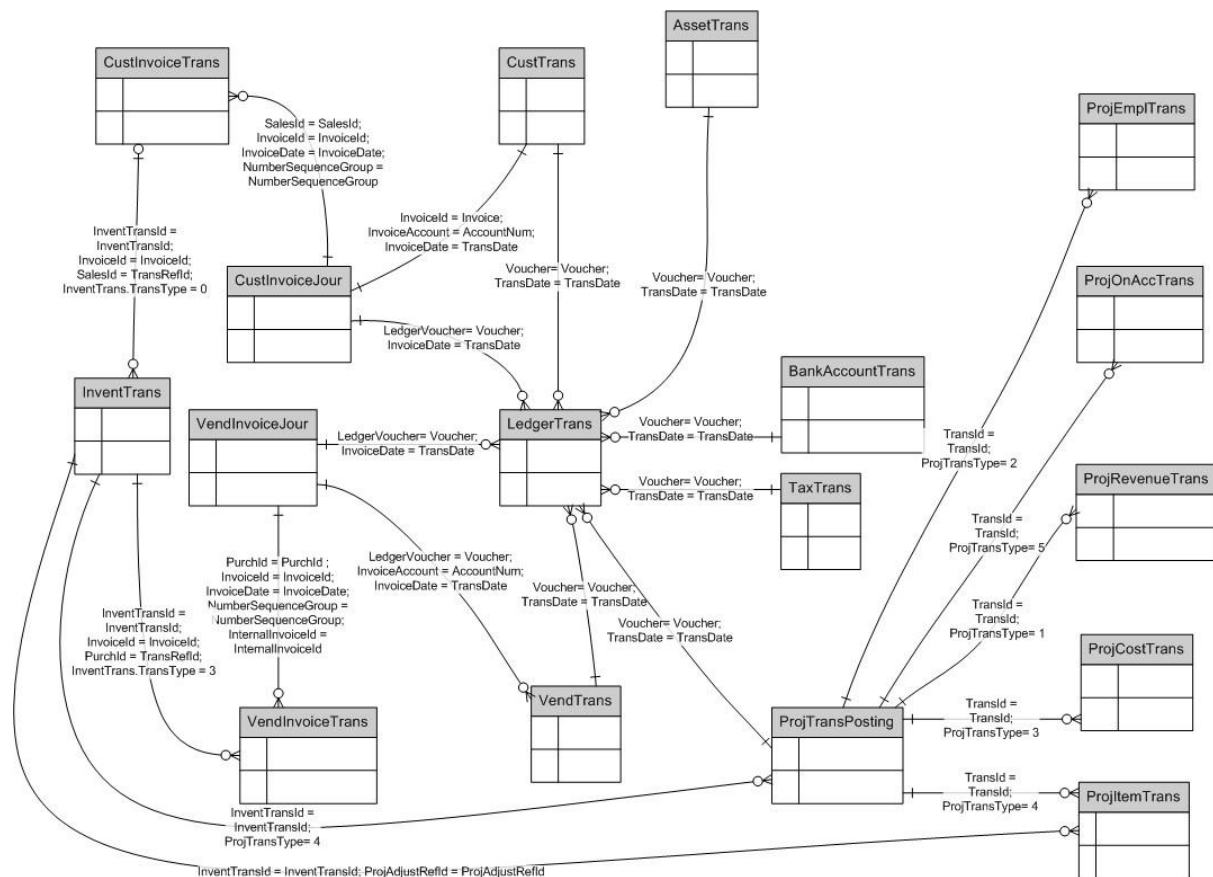 AssetTrans
CustInvoiceTrans
CustTrans
ProjEmplTrans
SalesId = SalesId;
InvoiceId = InvoiceId;
InvoiceDate = InvoiceDate;
NumberSequenceGroup =
NumberSequenceGroup
InvoiceId = Invoice;
InvoiceAccount = AccountNum;
InvoiceDate = TransDate
InventTransId =
InventTransId;
InvoiceId = InvoiceId;
SalesId = TransRefId;
InventTrans.TransType = 0
CustInvoiceJour
Voucher= Voucher;
TransDate = TransDate
Voucher= Voucher;
TransDate = TransDate
ProjOnAccTrans
LedgerVoucher= Voucher;
InvoiceDate = TransDate
BankAccountTrans
InventTrans
VendInvoiceJour
LedgerTrans
LedgerVoucher= Voucher;
InvoiceDate = TransDate
Voucher= Voucher;
TransDate = TransDate
TransId =
TransId;
ProjTransType= 2
ProjRevenueTrans
Voucher= Voucher;
TransDate = TransDate
TaxTrans
TransId =
TransId;
ProjTransType= 5
PurchId = PurchId ;
InvoiceId = InvoiceId;
InvoiceDate = InvoiceDate;
NumberSequenceGroup =
NumberSequenceGroup;
InternalInvoiceId =
InternalInvoiceId
LedgerVoucher = Voucher;
InvoiceAccount = AccountNum;
InvoiceDate = TransDate
Voucher= Voucher;
TransDate = TransDate
InventTransId =
InventTransId;
InvoiceId = InvoiceId;
PurchId = TransRefId;
InventTrans.TransType = 3
Voucher= Voucher;
TransDate = TransDate
TransId =
TransId;
ProjTransType= 1
ProjCostTrans
VendInvoiceTrans
VendTrans
ProjTransPosting
TransId =
TransId;
ProjTransType= 3
TransId =
TransId;
ProjTransType= 4
ProjItemTrans
InventTransId =
InventTransId;
ProjTransType= 4
InventTransId = InventTransId; ProjAdjustRefId = ProjAdjustRefId